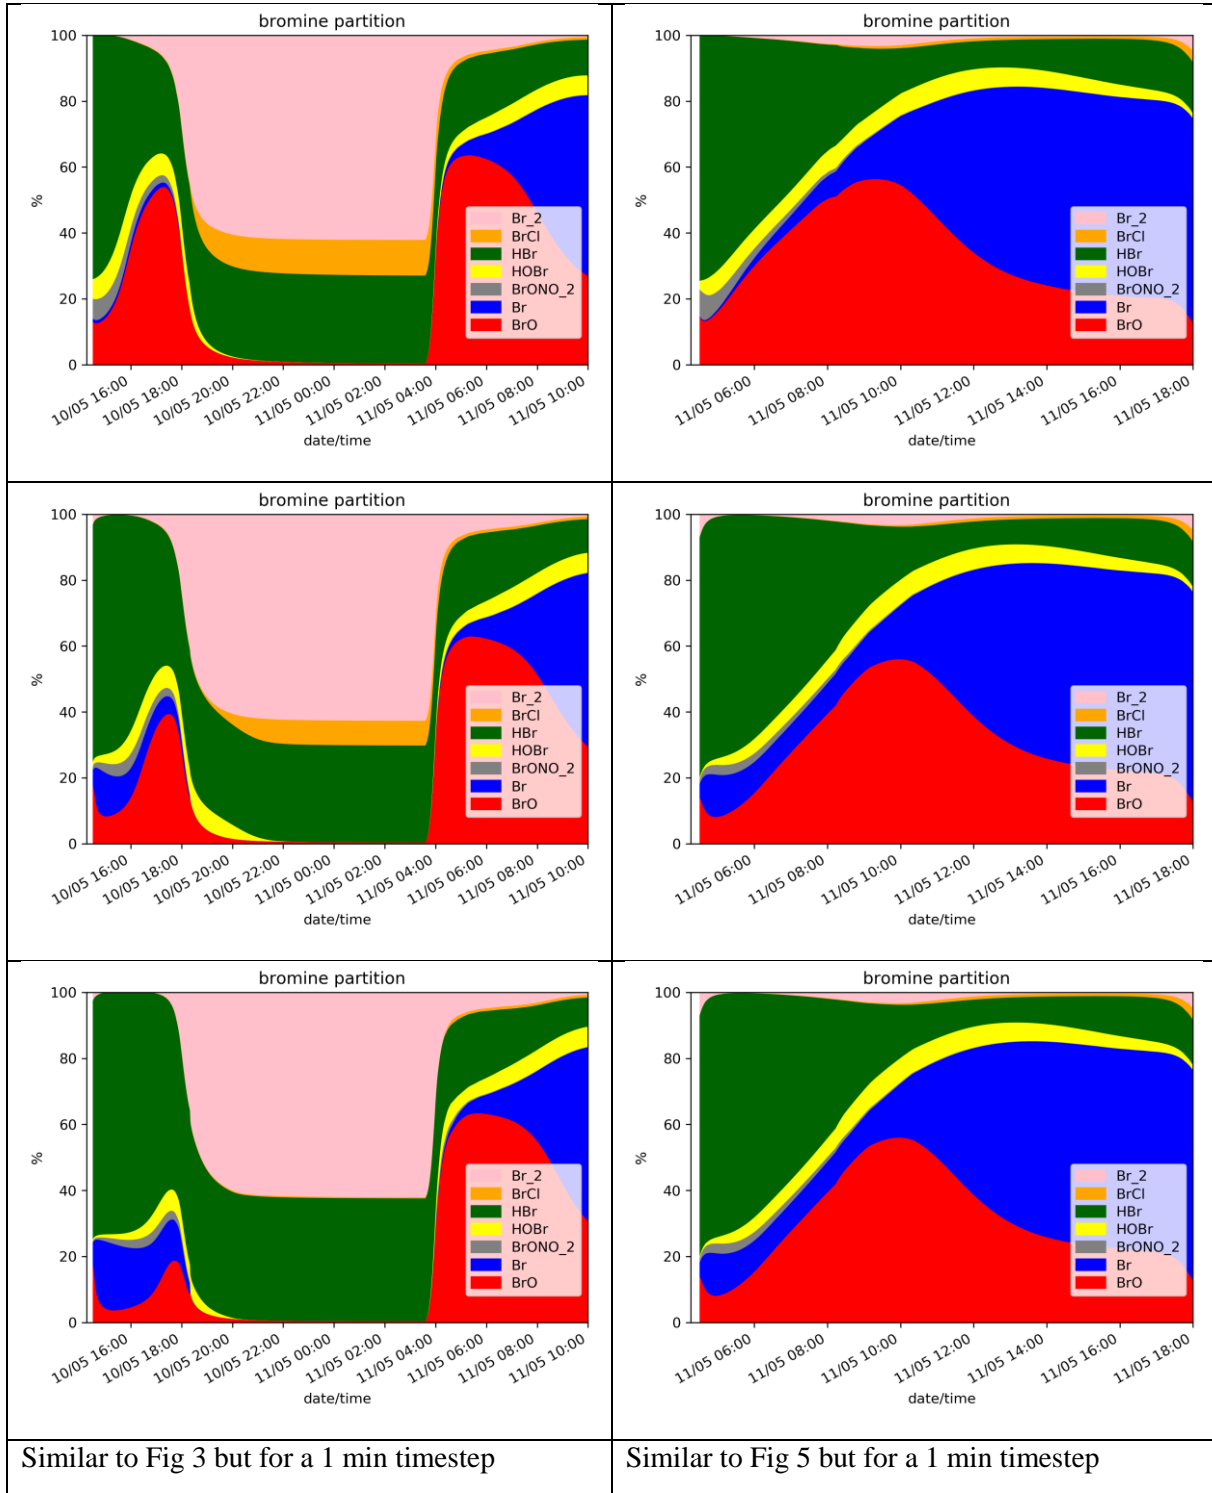 bromine partition
100
80
60
40
20
0
%
Br_2
BrCl
HBr
HOBr
BrONO_2
Br
BrO
10/05 16:00
10/05 18:00
10/05 20:00
10/05 22:00
11/05 00:00
11/05 02:00
11/05 04:00
11/05 06:00
11/05 08:00
11/05 10:00
date/time
bromine partition
100
80
60
40
20
0
%
Br_2
BrCl
HBr
HOBr
BrONO_2
Br
BrO
11/05 06:00
11/05 08:00
11/05 10:00
11/05 12:00
11/05 14:00
11/05 16:00
11/05 18:00
date/time
bromine partition
100
80
60
40
20
0
%
Br_2
BrCl
HBr
HOBr
BrONO_2
Br
BrO
10/05 16:00
10/05 18:00
10/05 20:00
10/05 22:00
11/05 00:00
11/05 02:00
11/05 04:00
11/05 06:00
11/05 08:00
11/05 10:00
date/time
bromine partition
100
80
60
40
20
0
%
Br_2
BrCl
HBr
HOBr
BrONO_2
Br
BrO
11/05 06:00
11/05 08:00
11/05 10:00
11/05 12:00
11/05 14:00
11/05 16:00
11/05 18:00
date/time
bromine partition
100
80
60
40
20
0
%
Br_2
BrCl
HBr
HOBr
BrONO_2
Br
BrO
10/05 16:00
10/05 18:00
10/05 20:00
10/05 22:00
11/05 00:00
11/05 02:00
11/05 04:00
11/05 06:00
11/05 08:00
11/05 10:00
date/time
bromine partition
100
80
60
40
20
0
%
Br_2
BrCl
HBr
HOBr
BrONO_2
Br
BrO
11/05 06:00
11/05 08:00
11/05 10:00
11/05 12:00
11/05 14:00
11/05 16:00
11/05 18:00
date/time
Similar to Fig 3 but for a 1 min timestep
Similar to Fig 5 but for a 1 min timestep